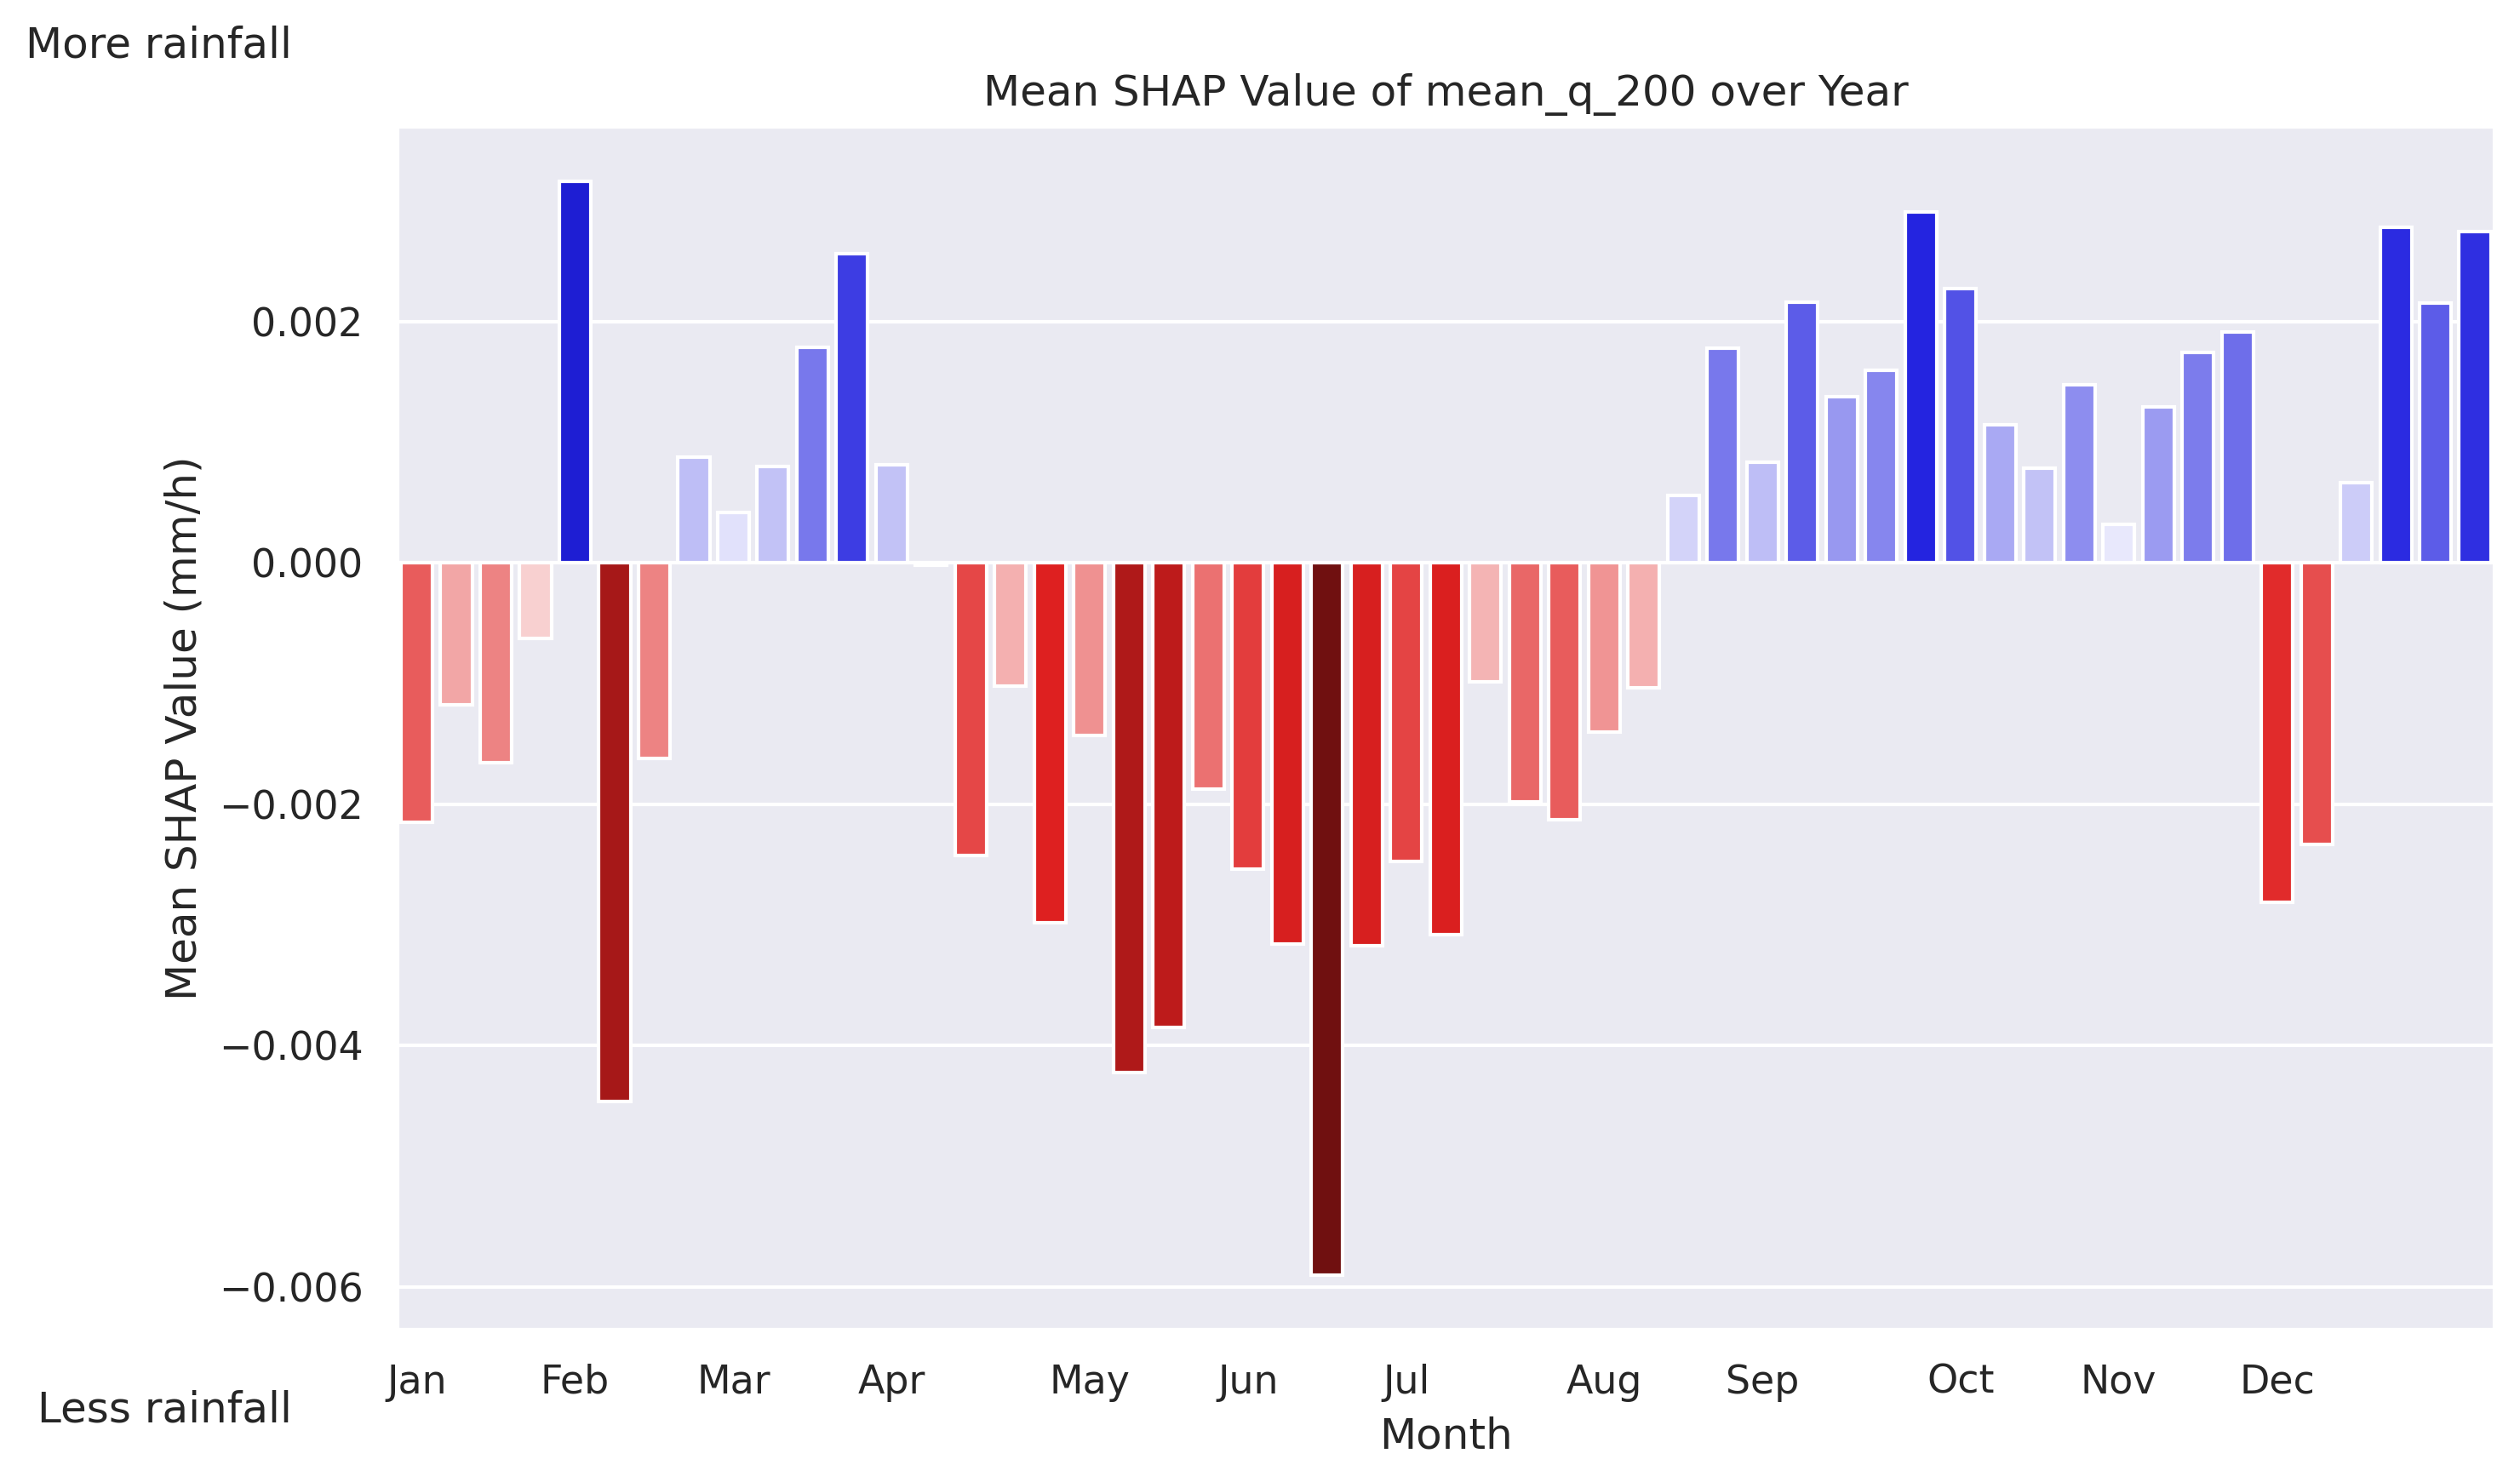 More rainfall
Mean SHAP Value of mean_q_200 over Year
Mean SHAP Value (mm/h)
0.002
0.000
−0.002
−0.004
−0.006
Jan Feb Mar Apr May Jun Jul Aug Sep Oct Nov Dec
Less rainfall
Month